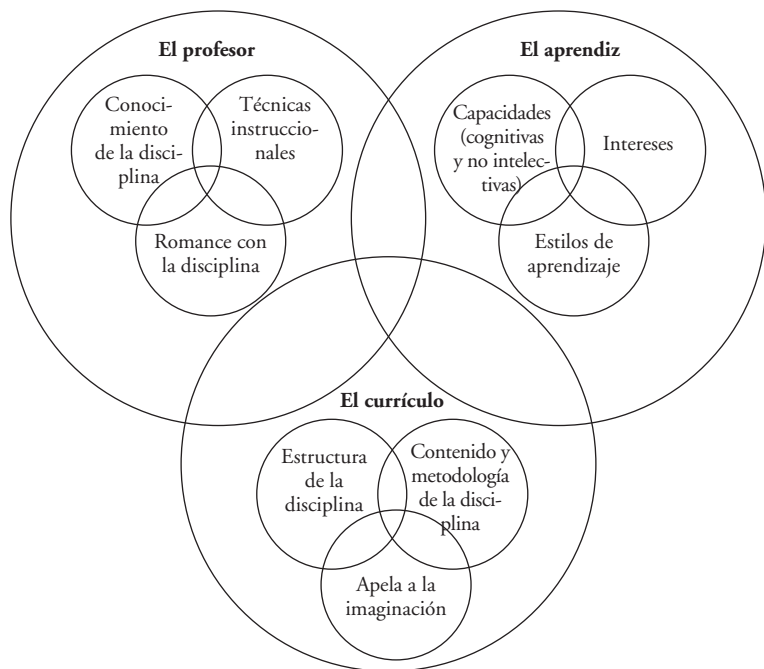 El profesor
Conoci-
miento
de la disci-
plina
Técnicas
instruccio-
nales
Romance con
la disciplina
El aprendiz
Capacidades
(cognitivas
y no intelec-
tivas)
Intereses
Estilos de
aprendizaje
El currículo
Estructura
de la
disciplina
Contenido y
metodología
de la disci-
plina
Apela a la
imaginación